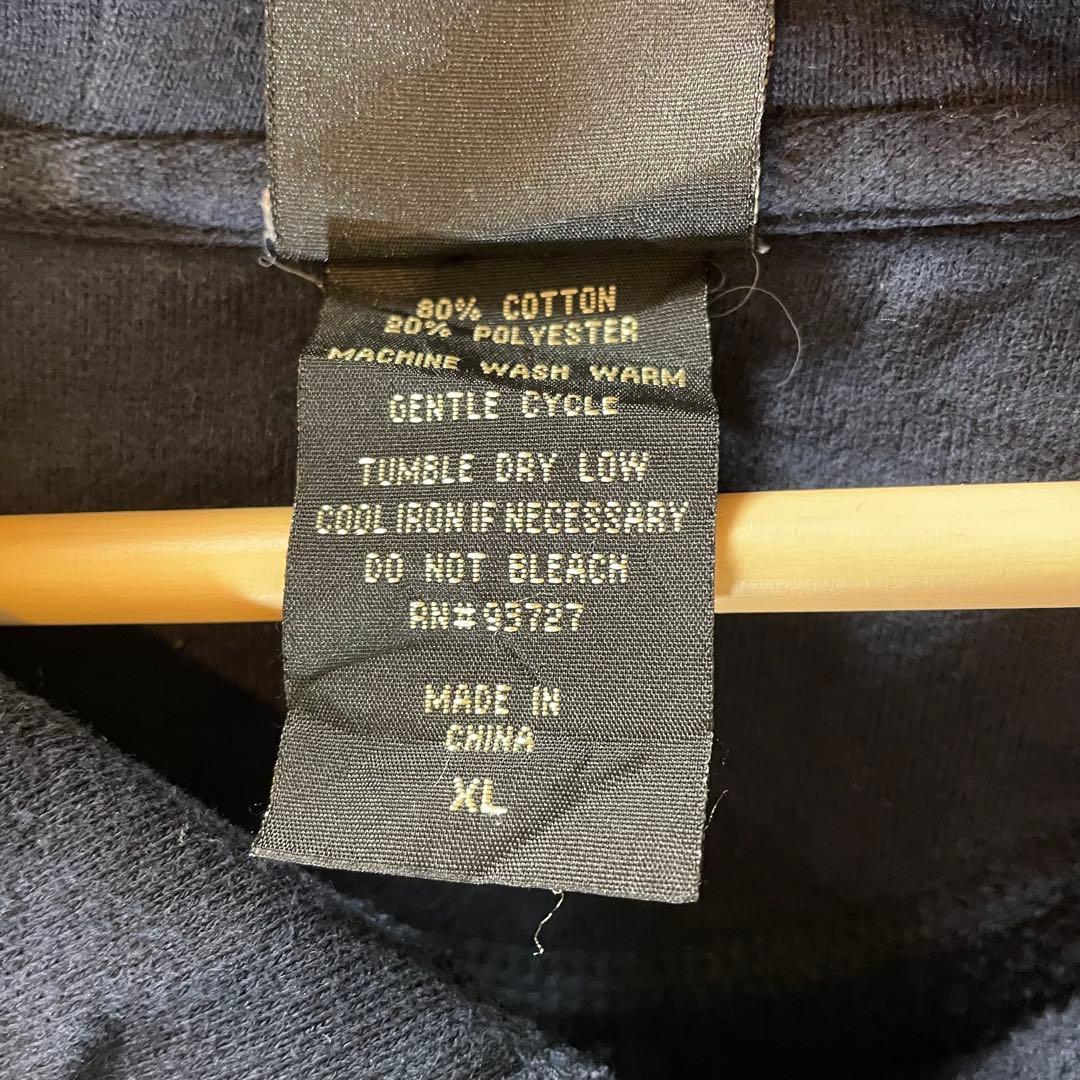 80% COTTON
20% POLYESTER
MACHINE WASH WARM
GENTLE CYCLE
TUMBLE DRY LOW
COOL IRON IF NECESSARY
DO NOT BLEACH
RN# 93727
MADE IN
CHINA
XL